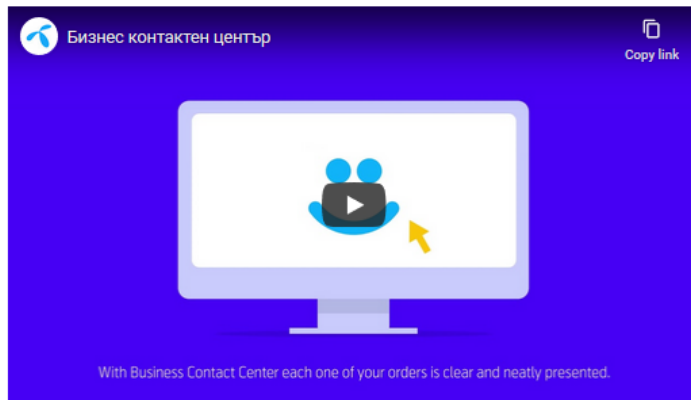 Бизнес контактен център
Copy link
With Business Contact Center each one of your orders is clear and neatly presented.